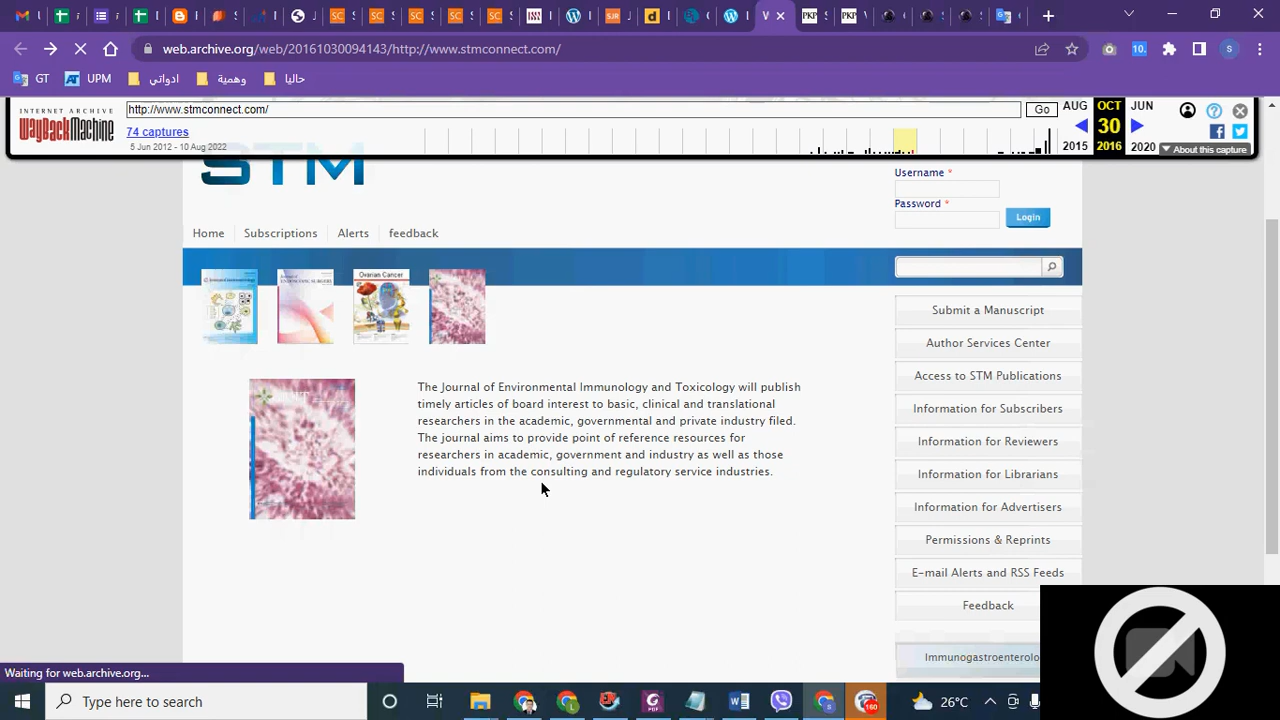 web.archive.org/web/20161030094143/http://www.stmconnect.com/
GT
UPM
ادواتي
وهمية
حاليا
INTERNET ARCHIVE
WayBackMachine
http://www.stmconnect.com/
Go
74 captures
5 Jun 2012 - 10 Aug 2022
AUG OCT JUN
30
2015 2016 2020
About this capture
STM
Username *
Password *
Login
Home Subscriptions Alerts feedback
Ovarian Cancer
The Journal of Environmental Immunology and Toxicology will publish
timely articles of board interest to basic, clinical and translational
researchers in the academic, governmental and private industry filed.
The journal aims to provide point of reference resources for
researchers in academic, government and industry as well as those
individuals from the consulting and regulatory service industries.
Submit a Manuscript
Author Services Center
Access to STM Publications
Information for Subscribers
Information for Reviewers
Information for Librarians
Information for Advertisers
Permissions & Reprints
E-mail Alerts and RSS Feeds
Feedback
Immunogastroenterolo
Waiting for web.archive.org...
Type here to search
160
26°C